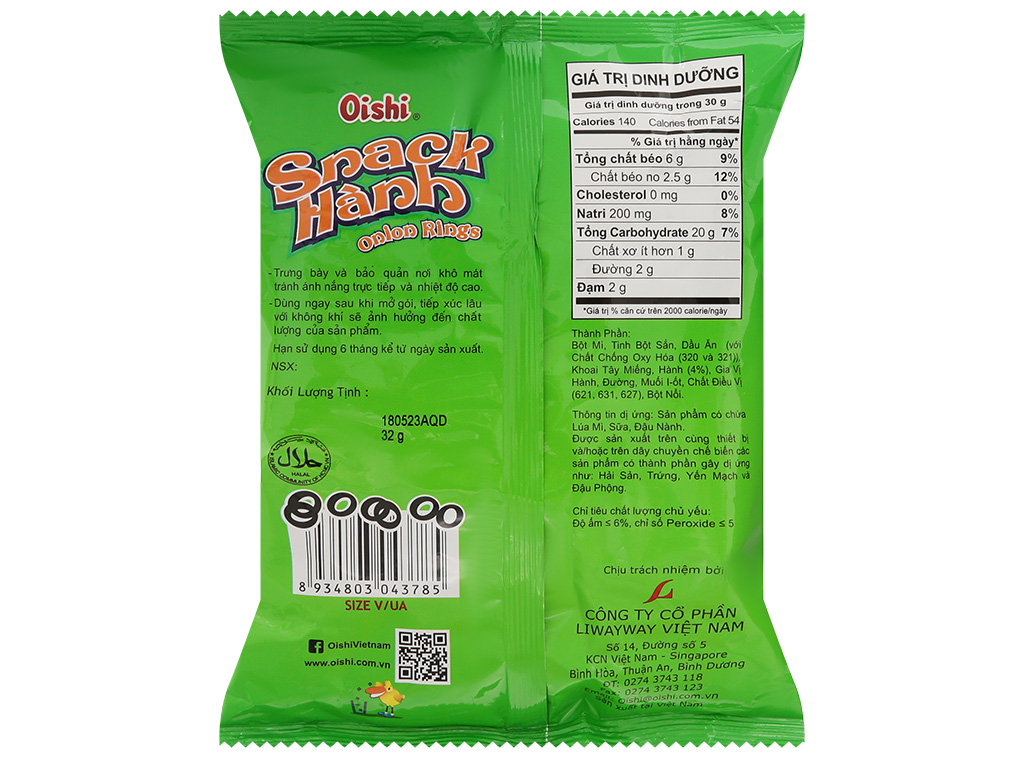 Oishi®
Snack
Hành
Onion Rings
-Trưng bày và bảo quản nơi khô mát
tránh ánh nắng trực tiếp và nhiệt độ cao.
-Dùng ngay sau khi mở gói, tiếp xúc lâu
với không khí sẽ ảnh hưởng đến chất
lượng của sản phẩm.
Hạn sử dụng 6 tháng kể từ ngày sản xuất.
NSX:
Khối Lượng Tịnh :
180523AQD
32 g
حلال
HALAL
8 934803 043785
SIZE V/UA
OishiVietnam
www.oishi.com.vn
GIÁ TRỊ DINH DƯỠNG
Giá trị dinh dưỡng trong 30 g
Calories 140 Calories from Fat 54
% Giá trị hằng ngày*
Tổng chất béo 6 g 9%
Chất béo no 2.5 g 12%
Cholesterol 0 mg 0%
Natri 200 mg 8%
Tổng Carbohydrate 20 g 7%
Chất xơ ít hơn 1 g
Đường 2 g
Đạm 2 g
*Giá trị % căn cứ trên 2000 calorie/ngày
Thành Phần:
Bột Mì, Tinh Bột Sắn, Dầu Ăn (với
Chất Chống Oxy Hóa (320 và 321)),
Khoai Tây Miếng, Hành (4%), Gia Vị
Hành, Đường, Muối I-ốt, Chất Điều Vị
(621, 631, 627), Bột Nổi.
Thông tin dị ứng: Sản phẩm có chứa
Lúa Mì, Sữa, Đậu Nành.
Được sản xuất trên cùng thiết bị
và/hoặc trên dây chuyền chế biến các
sản phẩm có thành phần gây dị ứng
như: Hải Sản, Trứng, Yến Mạch và
Đậu Phộng.
Chỉ tiêu chất lượng chủ yếu:
Độ ẩm ≤ 6%, chỉ số Peroxide ≤ 5
Chịu trách nhiệm bởi:
CÔNG TY CỔ PHẦN
LIWAYWAY VIỆT NAM
Số 14, Đường số 5
KCN Việt Nam - Singapore
Bình Hòa, Thuận An, Bình Dương
ĐT: 0274 3743 118
Fax: 0274 3743 123
Email: Oishi@oishi.com.vn
Sản xuất tại Việt Nam